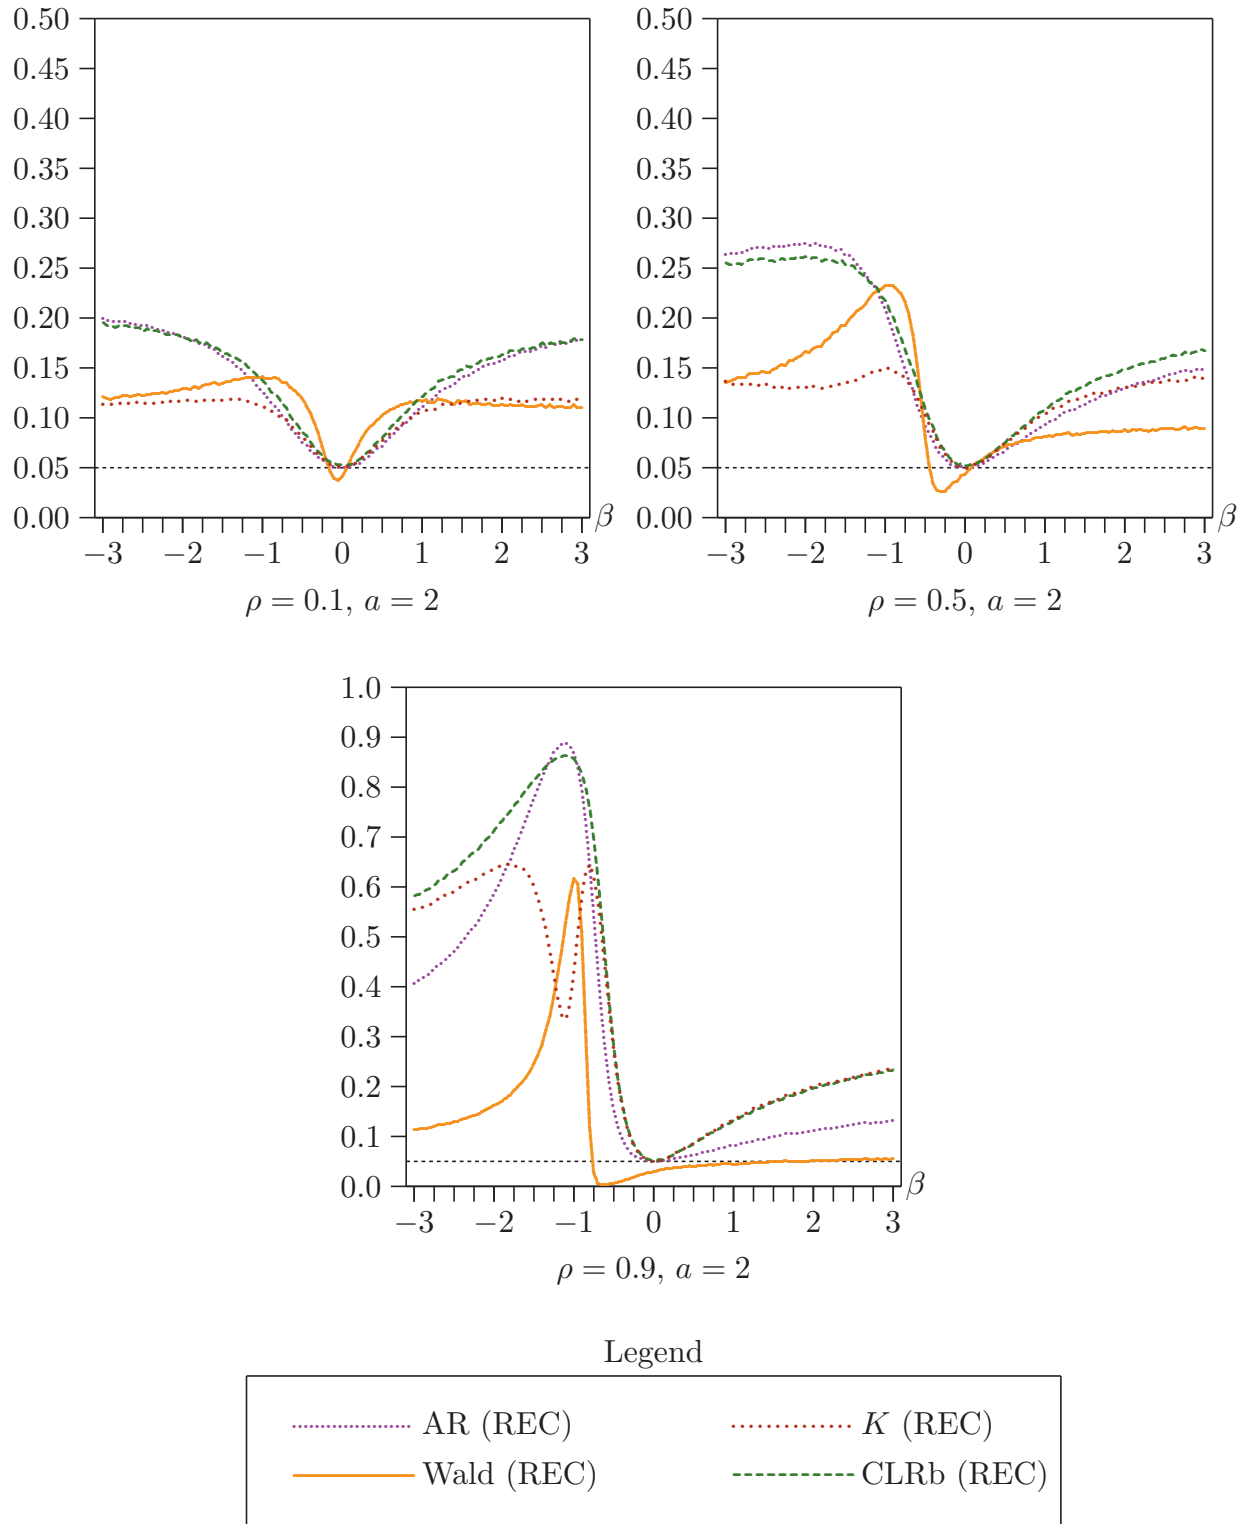 0.50
0.45
0.40
0.35
0.30
0.25
0.20
0.15
0.10
0.05
0.00
−3 −2 −1 0 1 2 3
β
ρ = 0.1, a = 2
0.50
0.45
0.40
0.35
0.30
0.25
0.20
0.15
0.10
0.05
0.00
−3 −2 −1 0 1 2 3
β
ρ = 0.5, a = 2
1.0
0.9
0.8
0.7
0.6
0.5
0.4
0.3
0.2
0.1
0.0
−3 −2 −1 0 1 2 3
β
ρ = 0.9, a = 2
Legend
AR (REC)
K (REC)
Wald (REC)
CLRb (REC)